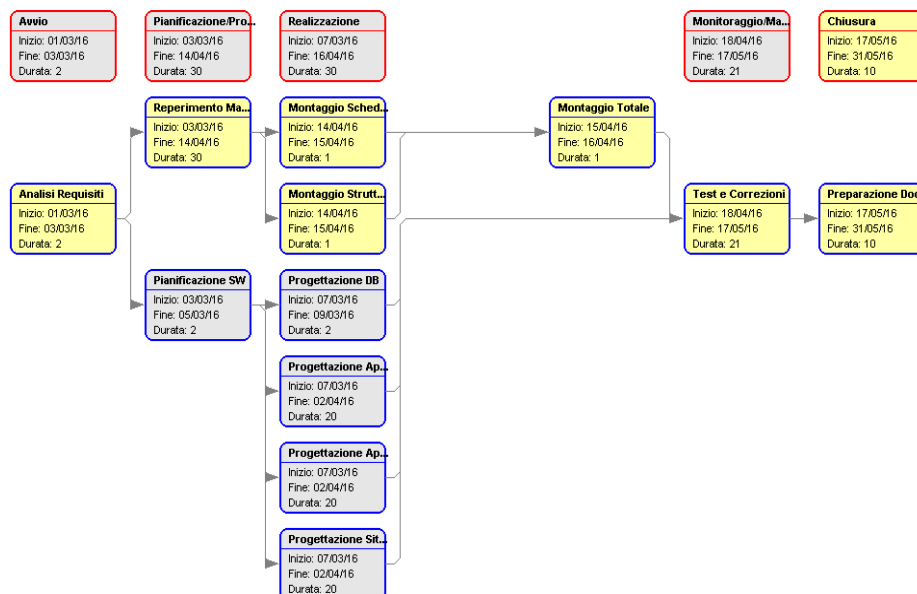 Avvio
Inizio: 01/03/16
Fine: 03/03/16
Durata: 2
Pianificazione/Pro...
Inizio: 03/03/16
Fine: 14/04/16
Durata: 30
Realizzazione
Inizio: 07/03/16
Fine: 16/04/16
Durata: 30
Monitoraggio/Ma...
Inizio: 18/04/16
Fine: 17/05/16
Durata: 21
Chiusura
Inizio: 17/05/16
Fine: 31/05/16
Durata: 10
Reperimento Ma...
Inizio: 03/03/16
Fine: 14/04/16
Durata: 30
Montaggio Sched...
Inizio: 14/04/16
Fine: 15/04/16
Durata: 1
Montaggio Totale
Inizio: 15/04/16
Fine: 16/04/16
Durata: 1
Analisi Requisiti
Inizio: 01/03/16
Fine: 03/03/16
Durata: 2
Montaggio Strutt...
Inizio: 14/04/16
Fine: 15/04/16
Durata: 1
Test e Correzioni
Inizio: 18/04/16
Fine: 17/05/16
Durata: 21
Preparazione Doc
Inizio: 17/05/16
Fine: 31/05/16
Durata: 10
Pianificazione SW
Inizio: 03/03/16
Fine: 05/03/16
Durata: 2
Progettazione DB
Inizio: 07/03/16
Fine: 09/03/16
Durata: 2
Progettazione Ap...
Inizio: 07/03/16
Fine: 02/04/16
Durata: 20
Progettazione Ap...
Inizio: 07/03/16
Fine: 02/04/16
Durata: 20
Progettazione Sit...
Inizio: 07/03/16
Fine: 02/04/16
Durata: 20